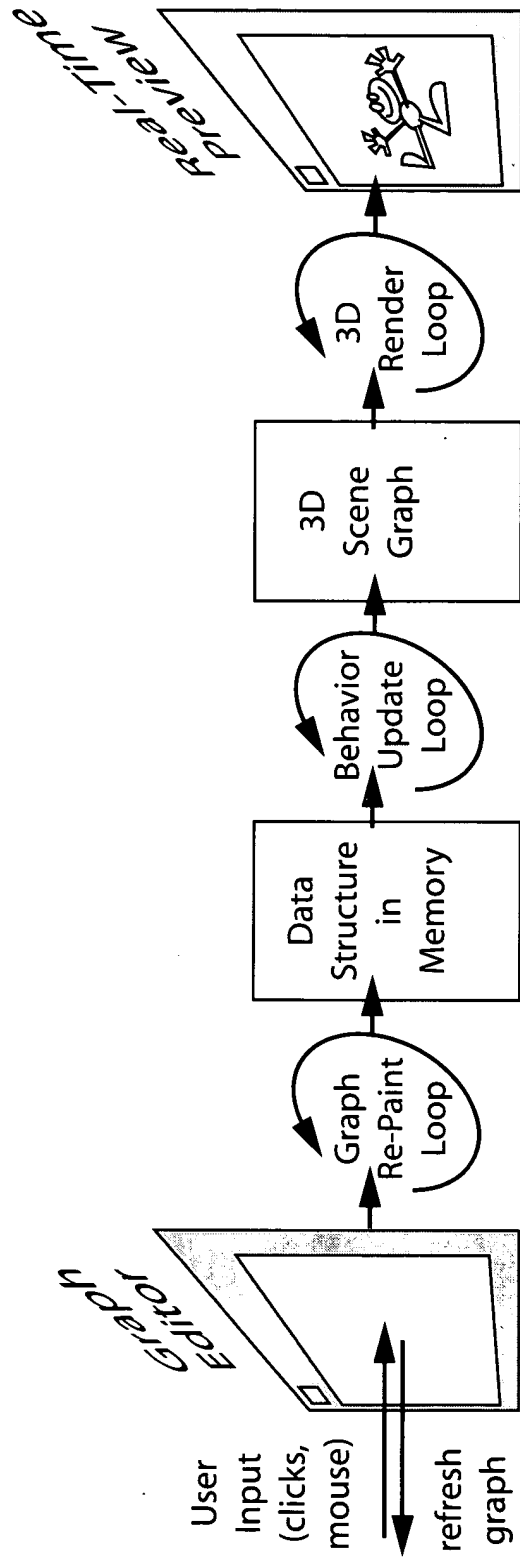 User
Input
(clicks,
mouse)
refresh
graph
Graph
Editor
Graph
Re-Paint
Loop
Data
Structure
in
Memory
Behavior
Update
Loop
3D
Scene
Graph
3D
Render
Loop
Real-Time
Preview